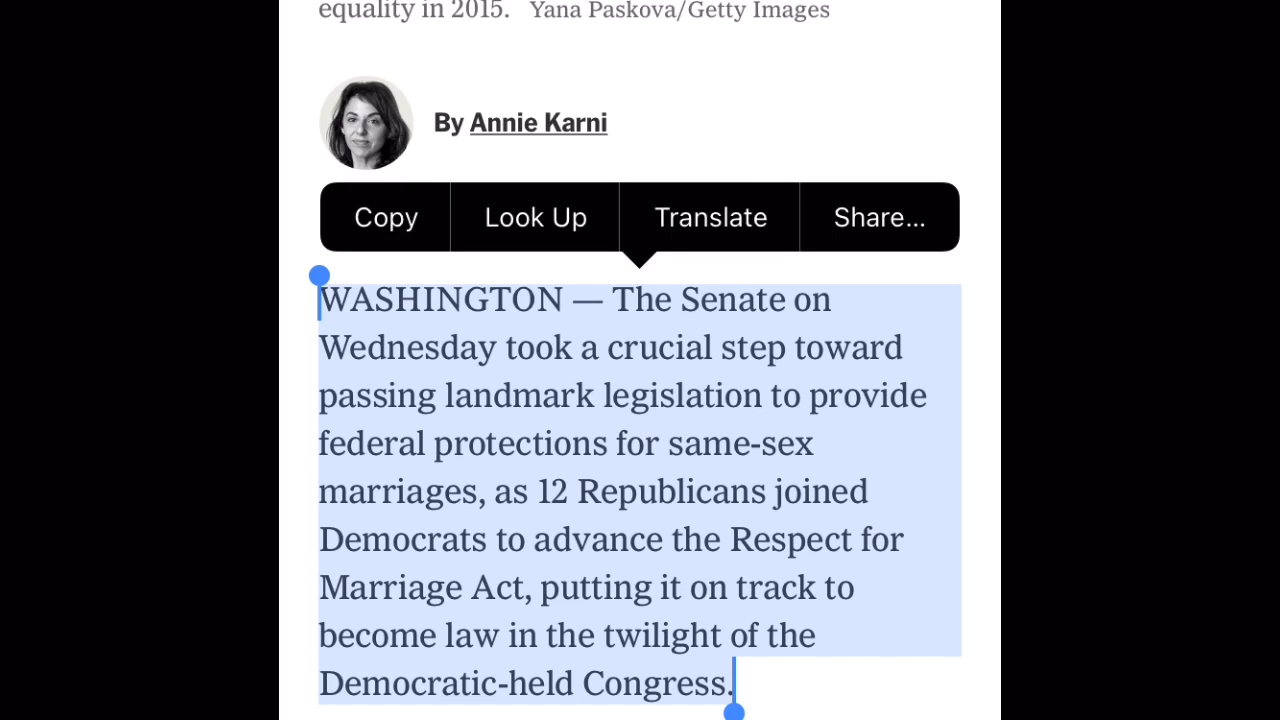 equality in 2015. Yana Paskova/Getty Images
By Annie Karni
Copy Look Up Translate Share...
WASHINGTON — The Senate on
Wednesday took a crucial step toward
passing landmark legislation to provide
federal protections for same-sex
marriages, as 12 Republicans joined
Democrats to advance the Respect for
Marriage Act, putting it on track to
become law in the twilight of the
Democratic-held Congress.